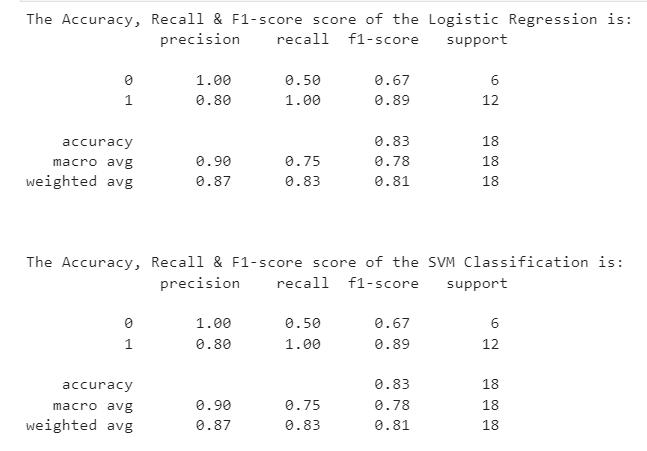 The Accuracy, Recall & F1-score score of the Logistic Regression is:
precision recall f1-score support
0 1.00 0.50 0.67 6
1 0.80 1.00 0.89 12
accuracy 0.83 18
macro avg 0.90 0.75 0.78 18
weighted avg 0.87 0.83 0.81 18
The Accuracy, Recall & F1-score score of the SVM Classification is:
precision recall f1-score support
0 1.00 0.50 0.67 6
1 0.80 1.00 0.89 12
accuracy 0.83 18
macro avg 0.90 0.75 0.78 18
weighted avg 0.87 0.83 0.81 18